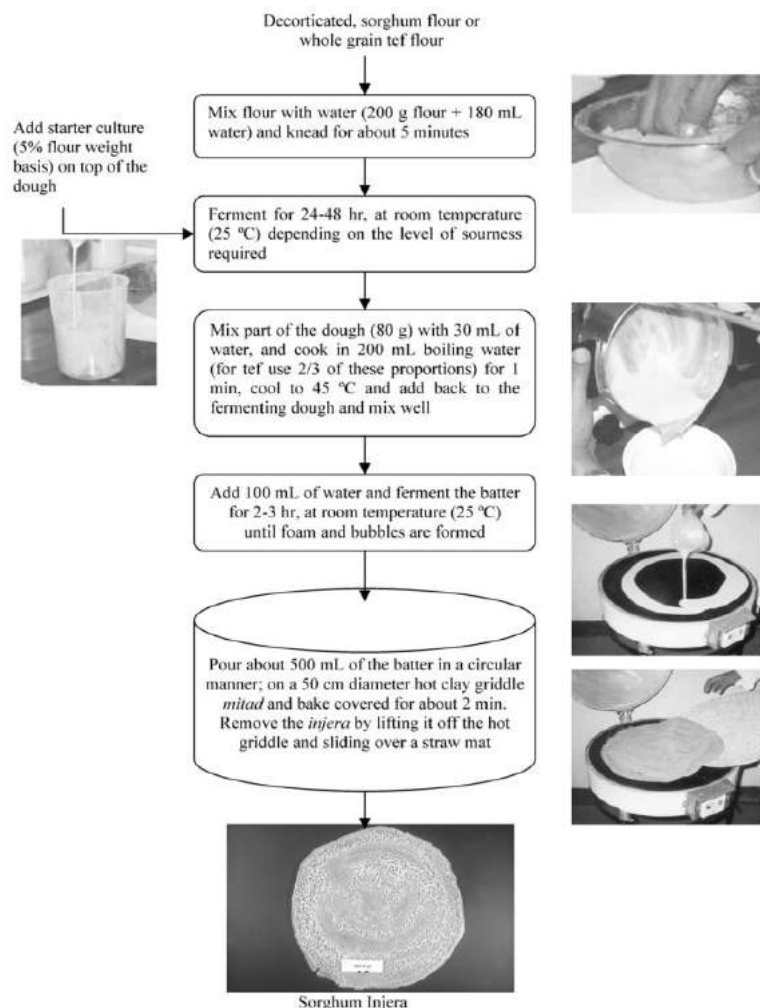 Decorticated, sorghum flour or
whole grain tef flour
Mix flour with water (200 g flour + 180 mL
water) and knead for about 5 minutes
Add starter culture
(5% flour weight
basis) on top of the
dough
Ferment for 24-48 hr, at room temperature
(25 ºC) depending on the level of sourness
required
Mix part of the dough (80 g) with 30 mL of
water, and cook in 200 mL boiling water
(for tef use 2/3 of these proportions) for 1
min, cool to 45 ºC and add back to the
fermenting dough and mix well
Add 100 mL of water and ferment the batter
for 2-3 hr, at room temperature (25 ºC)
until foam and bubbles are formed
Pour about 500 mL of the batter in a circular
manner; on a 50 cm diameter hot clay griddle
mitad and bake covered for about 2 min.
Remove the injera by lifting it off the hot
griddle and sliding over a straw mat
Sorghum Injera